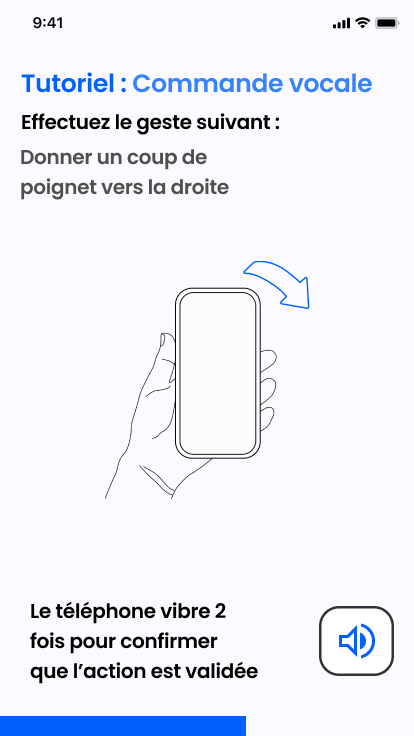 9:41
Tutoriel : Commande vocale
Effectuez le geste suivant :
Donner un coup de
poignet vers la droite
Le téléphone vibre 2
fois pour confirmer
que l’action est validée